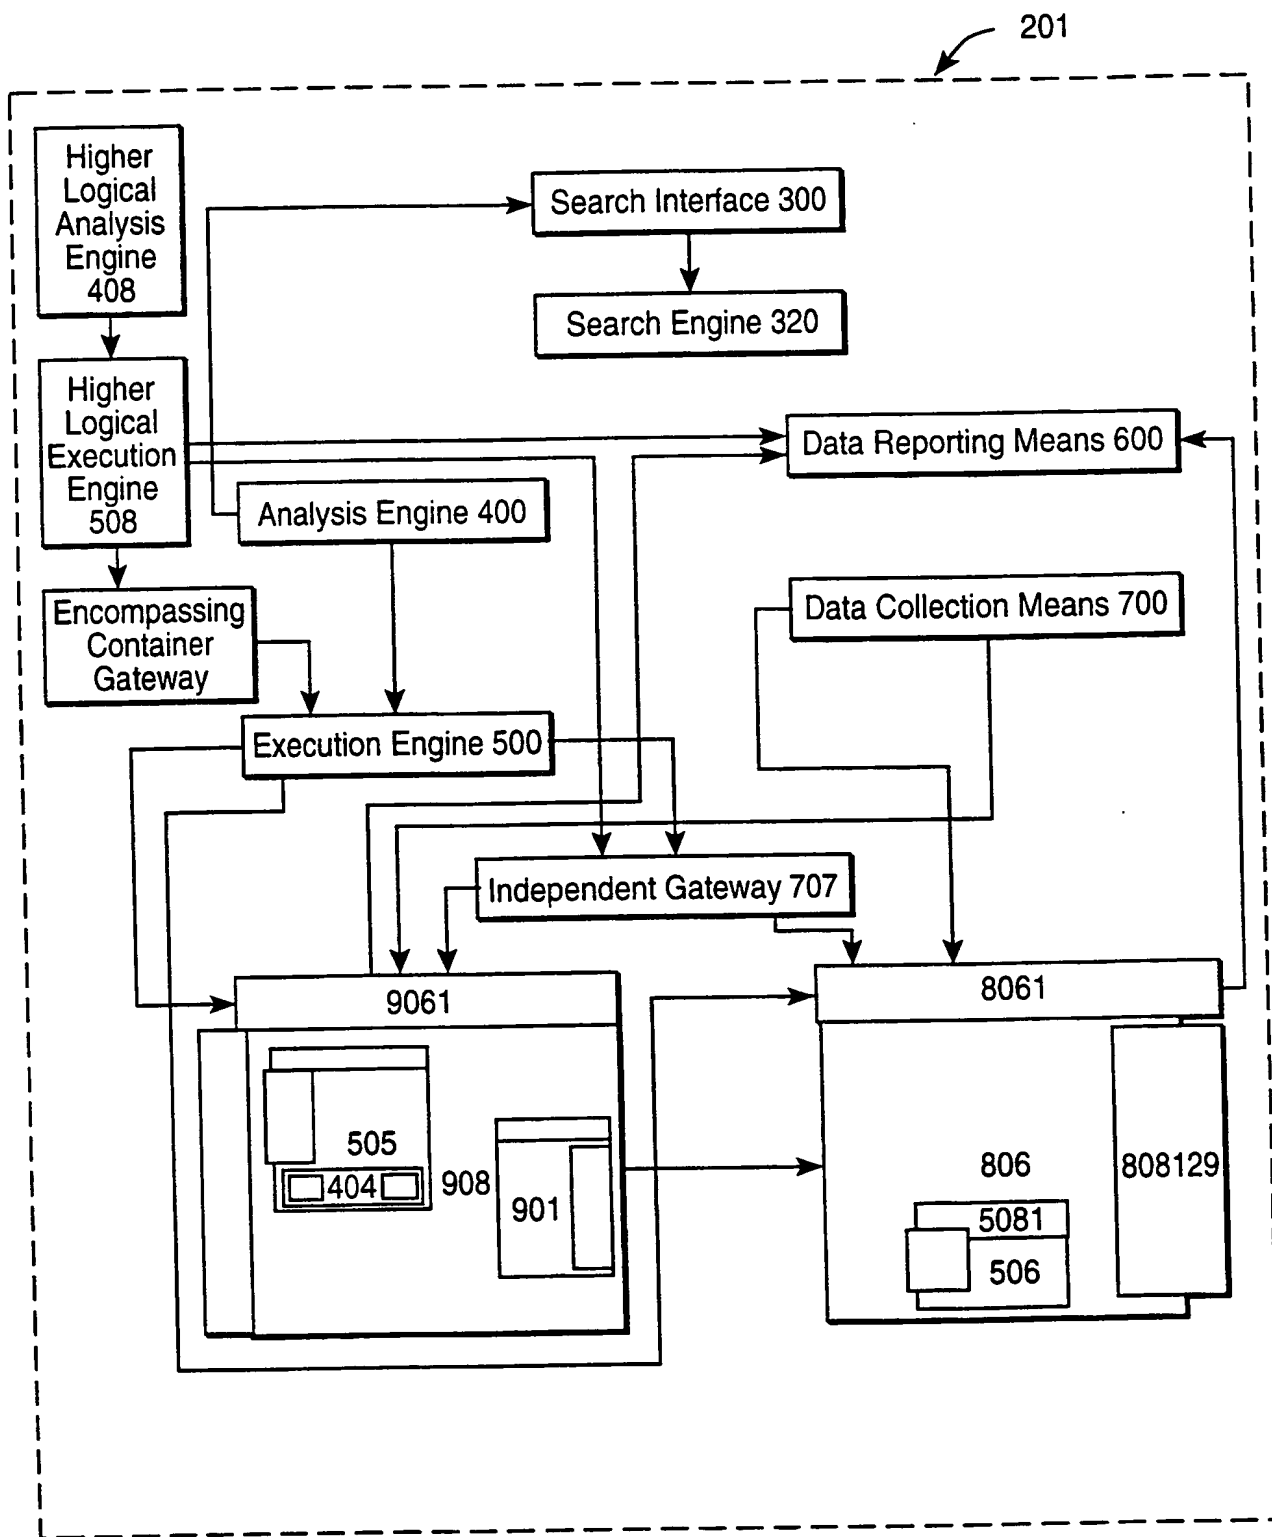 201
Higher
Logical
Analysis
Engine
408
Search Interface 300
Search Engine 320
Higher
Logical
Execution
Engine
508
Data Reporting Means 600
Analysis Engine 400
Data Collection Means 700
Encompassing
Container
Gateway
Execution Engine 500
Independent Gateway 707
9061
8061
505
404
908
901
806
808129
5081
506